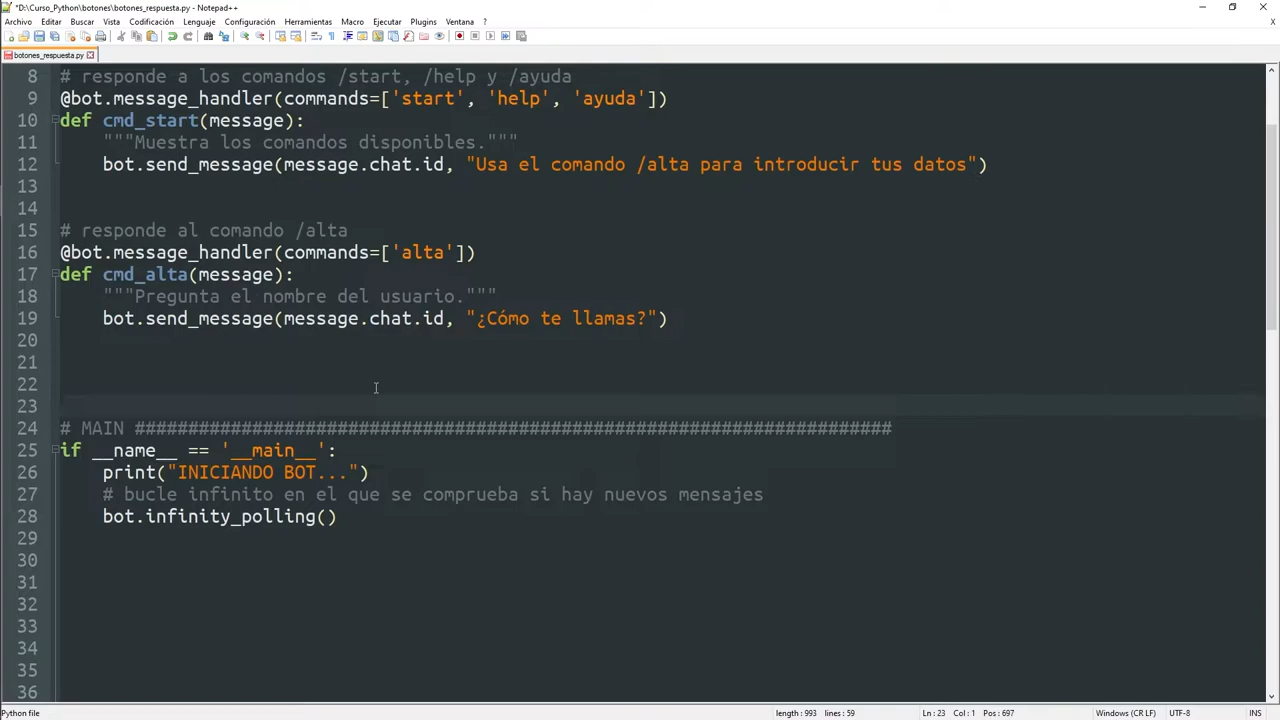 *D:\Curso_Python\botones\botones_respuesta.py - Notepad++
Archivo Editar Buscar Vista Codificación Lenguaje Configuración Herramientas Macro Ejecutar Plugins Ventana ?
X
botones_respuesta.py
8 # responde a los comandos /start, /help y /ayuda
9 @bot.message_handler(commands=['start', 'help', 'ayuda'])
10 def cmd_start(message):
11 """Muestra los comandos disponibles."""
12 bot.send_message(message.chat.id, "Usa el comando /alta para introducir tus datos")
13
14
15 # responde al comando /alta
16 @bot.message_handler(commands=['alta'])
17 def cmd_alta(message):
18 """Pregunta el nombre del usuario."""
19 bot.send_message(message.chat.id, "¿Cómo te llamas?")
20
21
22
23
24 # MAIN #######################################################################
25 if __name__ == '__main__':
26 print("INICIANDO BOT...")
27 # bucle infinito en el que se comprueba si hay nuevos mensajes
28 bot.infinity_polling()
29
30
31
32
33
34
35
36
Python file length : 993 lines : 59 Ln : 23 Col : 1 Pos : 697 Windows (CR LF) UTF-8 INS